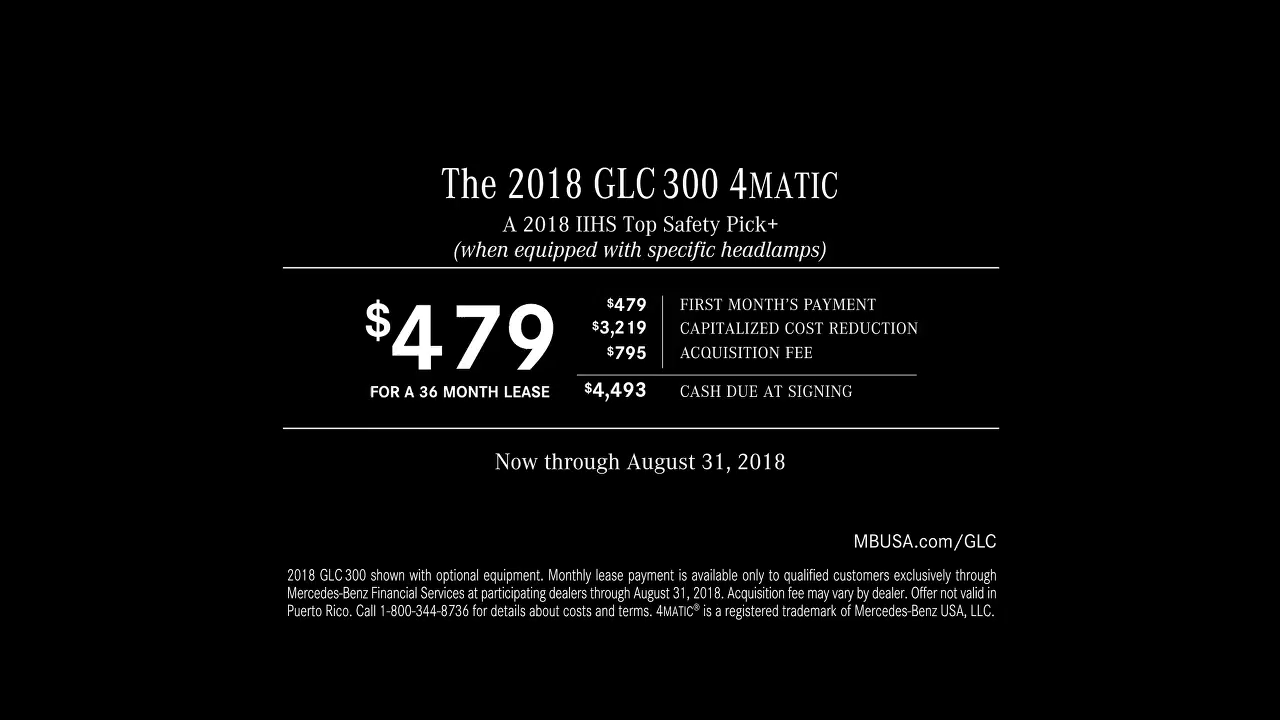 The 2018 GLC 300 4MATIC
A 2018 IIHS Top Safety Pick+
(when equipped with specific headlamps)
$479
FOR A 36 MONTH LEASE
$479 FIRST MONTH'S PAYMENT
$3,219 CAPITALIZED COST REDUCTION
$795 ACQUISITION FEE
$4,493 CASH DUE AT SIGNING
Now through August 31, 2018
MBUSA.com/GLC
2018 GLC 300 shown with optional equipment. Monthly lease payment is available only to qualified customers exclusively through
Mercedes-Benz Financial Services at participating dealers through August 31, 2018. Acquisition fee may vary by dealer. Offer not valid in
Puerto Rico. Call 1-800-344-8736 for details about costs and terms. 4MATIC® is a registered trademark of Mercedes-Benz USA, LLC.